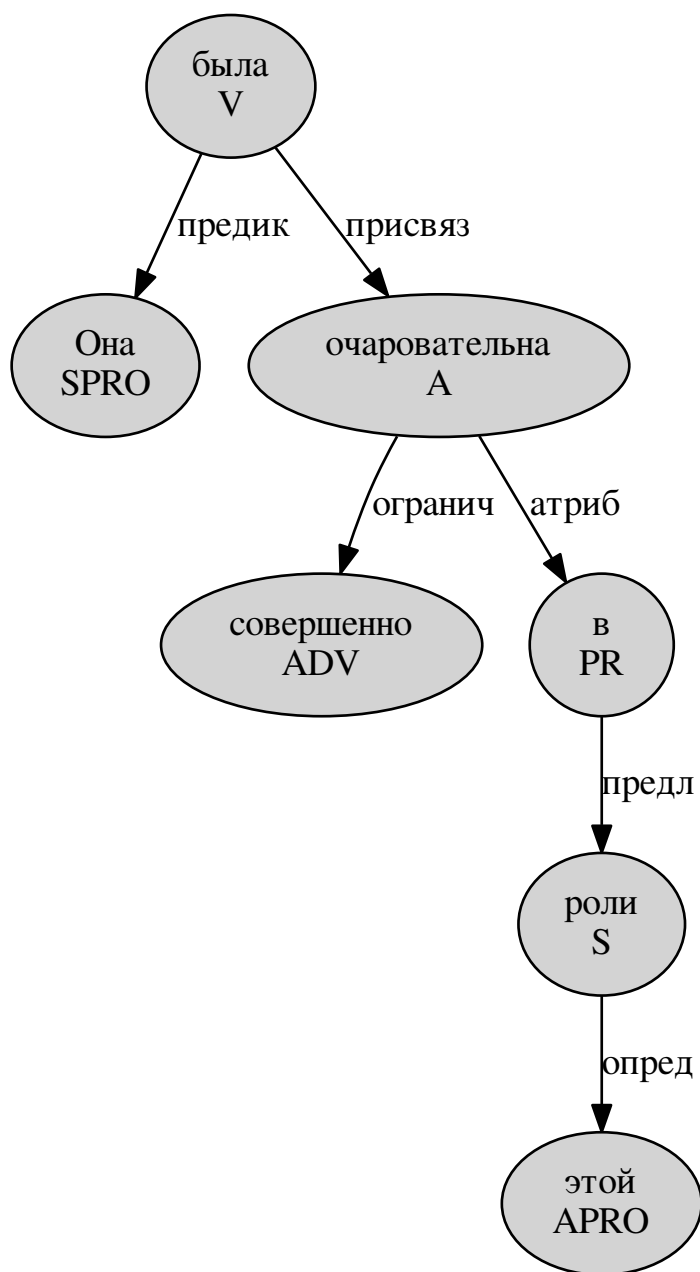 была
V
предик
присвяз
Она
SPRO
очаровательна
A
огранич
атриб
совершенно
ADV
в
PR
предл
роли
S
опред
этой
APRO